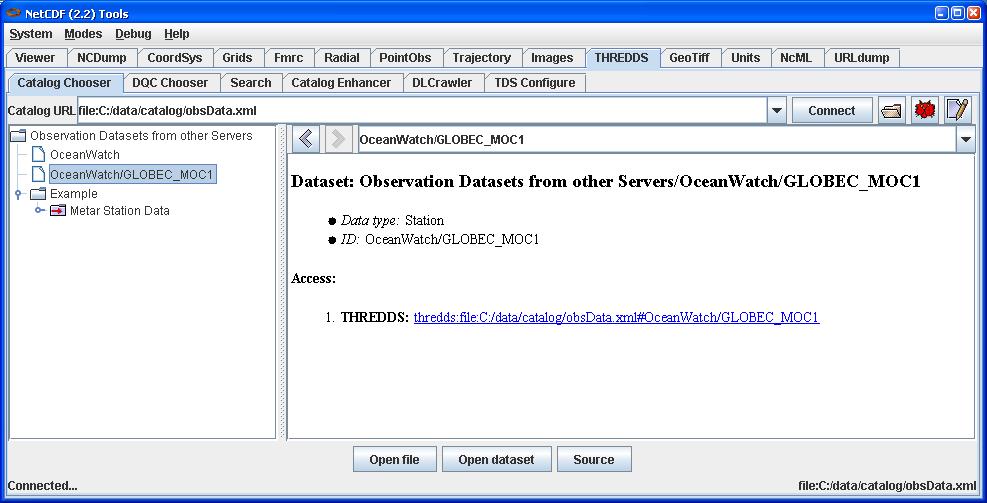 NetCDF (2.2) Tools
System Modes Debug Help
Viewer NCDump CoordSys Grids Fmrc Radial PointObs Trajectory Images THREDDS GeoTiff Units NcML URLdump
Catalog Chooser DQC Chooser Search Catalog Enhancer DLCrawler TDS Configure
Catalog URL file:C:/data/catalog/obsData.xml Connect
Observation Datasets from other Servers
OceanWatch
OceanWatch/GLOBEC_MOC1
Example
Metar Station Data
OceanWatch/GLOBEC_MOC1
Dataset: Observation Datasets from other Servers/OceanWatch/GLOBEC_MOC1
● Data type: Station
● ID: OceanWatch/GLOBEC_MOC1
Access:
1. THREDDS: thredds:file:C:/data/catalog/obsData.xml#OceanWatch/GLOBEC_MOC1
Open file Open dataset Source
Connected... file:C:/data/catalog/obsData.xml